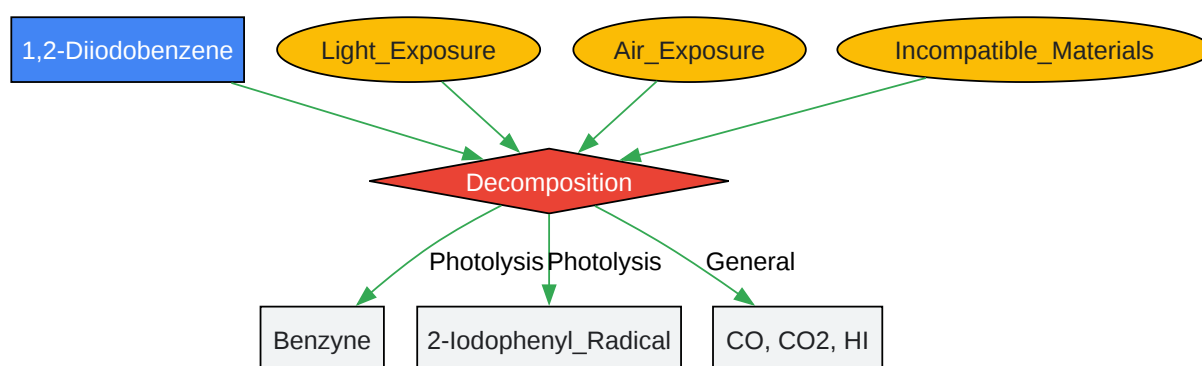 1,2-Diiodobenzene
Light_Exposure
Air_Exposure
Incompatible_Materials
Decomposition
Photolysis
Photolysis
General
Benzyne
2-Iodophenyl_Radical
CO, CO2, HI